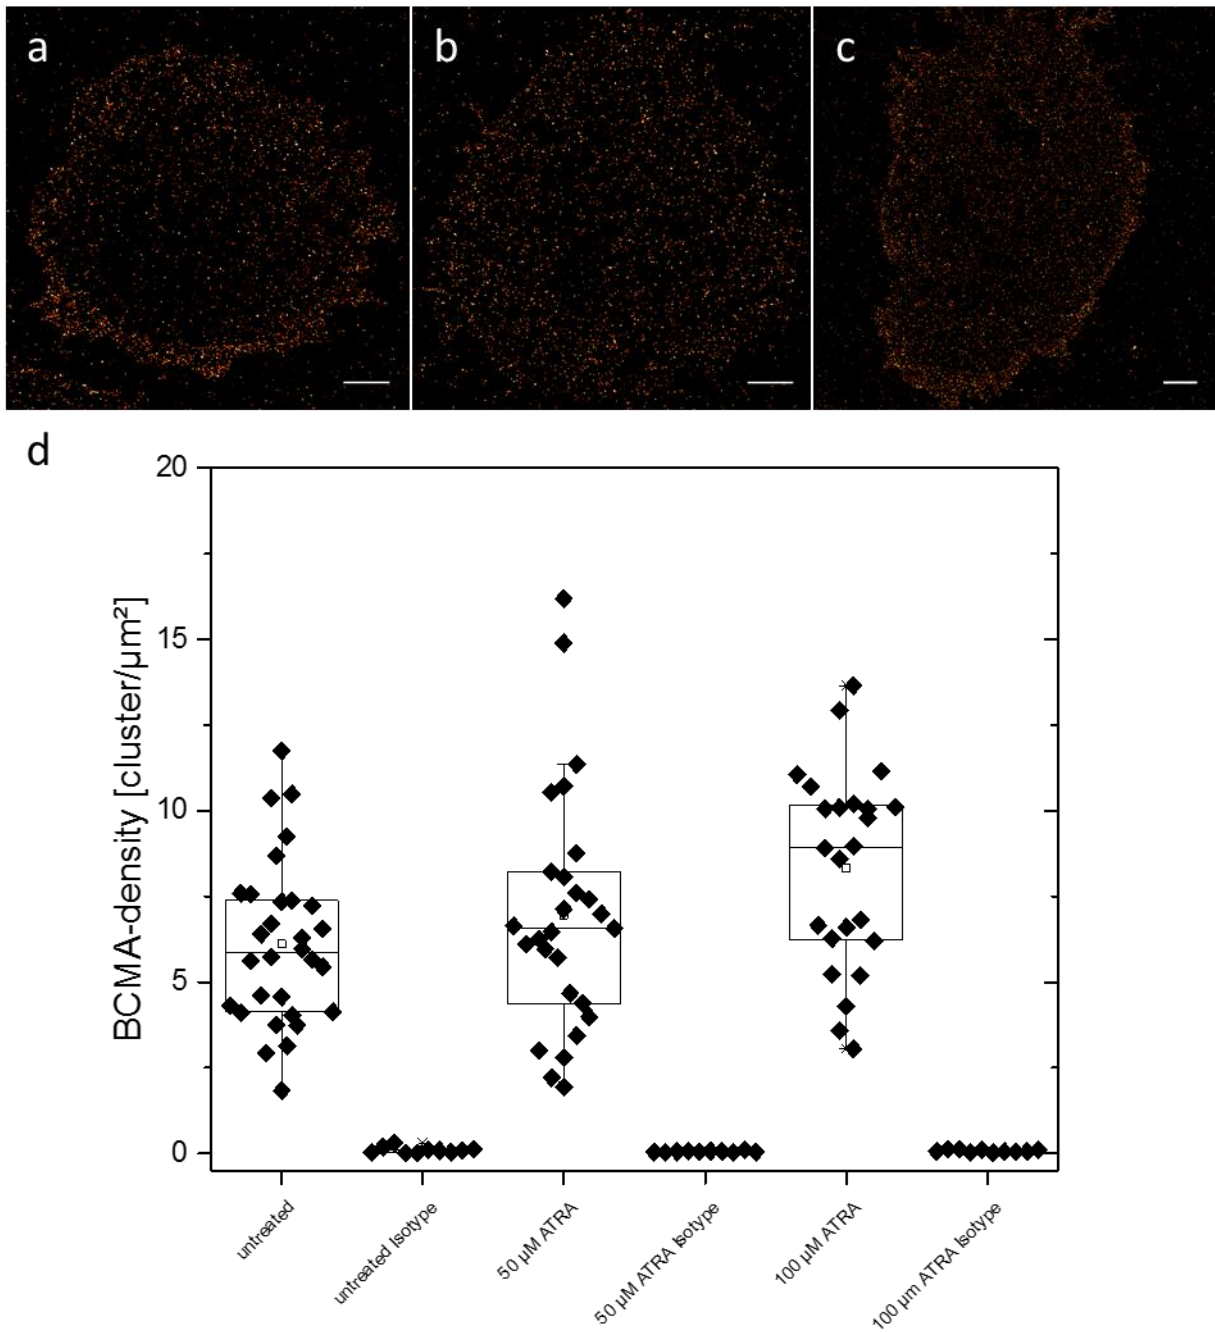 a
b
c
d
BCMA-density [cluster/µm²]
20
15
10
5
0
untreated
untreated Isotype
50 µM ATRA
50 µM ATRA Isotype
100 µM ATRA
100 µm ATRA Isotype